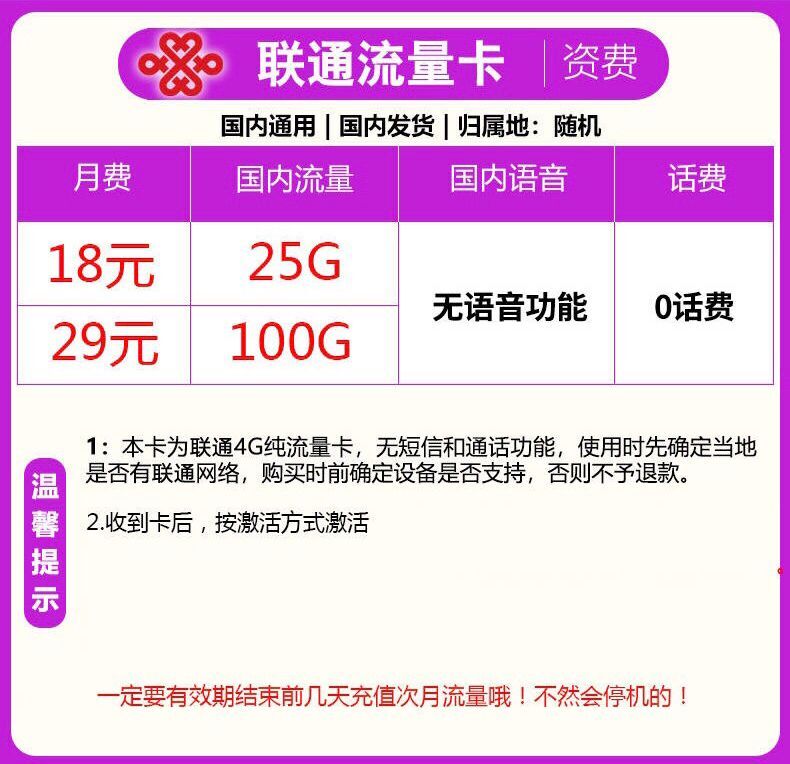 联通流量卡 资费
国内通用 | 国内发货 | 归属地：随机
月费 国内流量 国内语音 话费
18元 25G
无语音功能 0话费
29元 100G
温馨提示
1：本卡为联通4G纯流量卡，无短信和通话功能，使用时先确定当地
是否有联通网络，购买时前确定设备是否支持，否则不予退款。
2.收到卡后，按激活方式激活
一定要有效期结束前几天充值次月流量哦！不然会停机的！